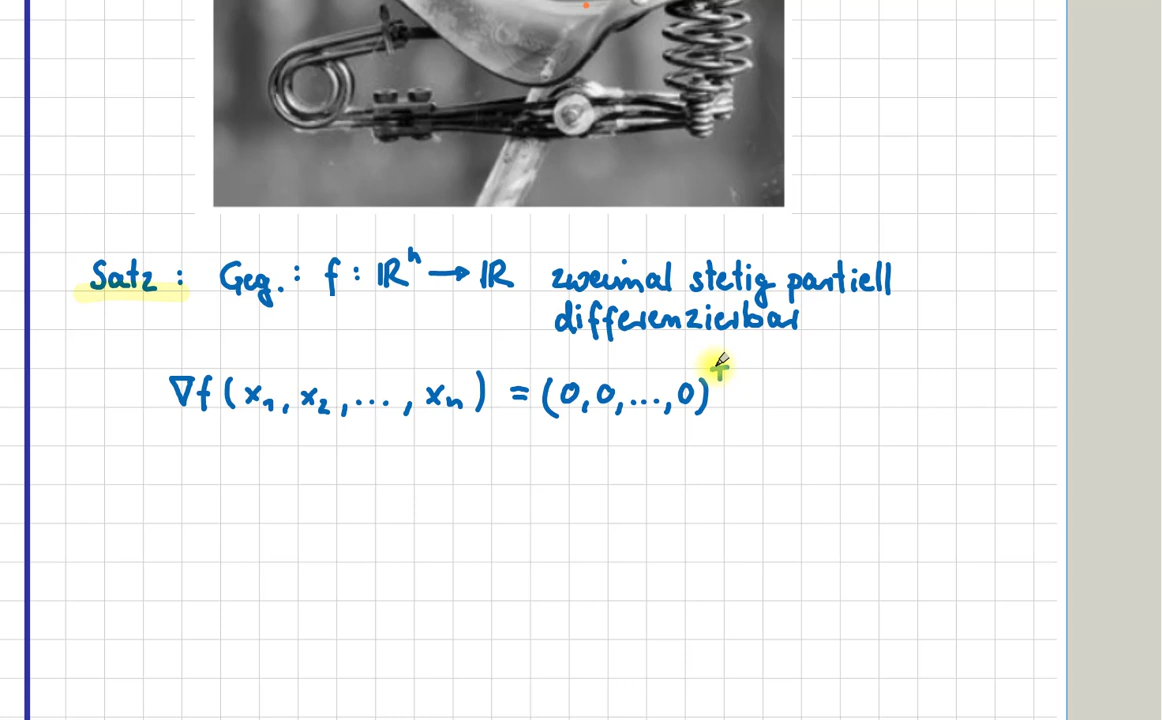 Satz : Geg. : f : ℝⁿ → ℝ zweimal stetig partiell
differenzierbar
∇f ( x₁, x₂, ..., xₙ ) = (0, 0, ..., 0)ᵀ